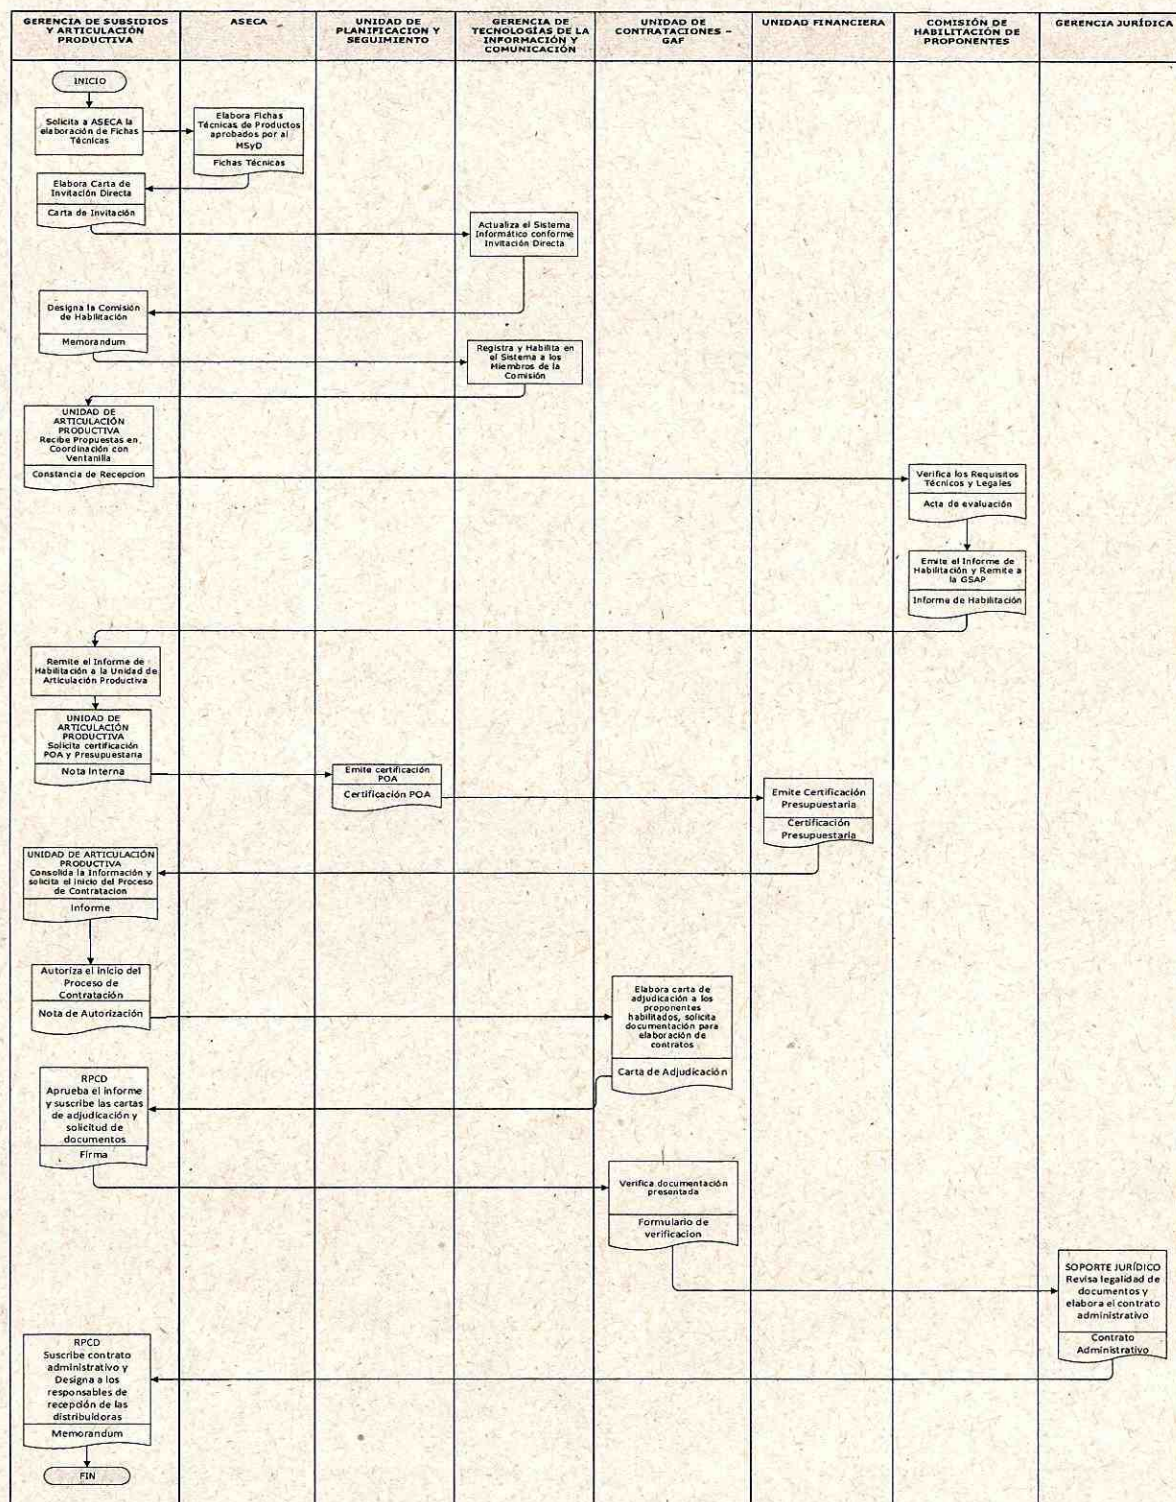 GERENCIA DE SUBSIDIOS
Y ARTICULACIÓN
PRODUCTIVA
ASECA
UNIDAD DE
PLANIFICACION Y
SEGUIMIENTO
GERENCIA DE
TECNOLOGÍAS DE LA
INFORMACIÓN Y
COMUNICACIÓN
UNIDAD DE
CONTRATACIONES –
GAF
UNIDAD FINANCIERA
COMISIÓN DE
HABILITACIÓN DE
PROPONENTES
GERENCIA JURÍDICA
INICIO
Solicita a ASECA la
elaboración de Fichas
Técnicas
Elabora Fichas
Técnicas de Productos
aprobados por al
MSyD
Fichas Técnicas
Elabora Carta de
Invitación Directa
Carta de Invitación
Actualiza el Sistema
Informático conforme
Invitación Directa
Designa la Comisión
de Habilitación
Memorandum
Registra y Habilita en
el Sistema a los
Miembros de la
Comisión
UNIDAD DE
ARTICULACIÓN
PRODUCTIVA
Recibe Propuestas en
Coordinación con
Ventanilla
Constancia de Recepcion
Verifica los Requisitos
Técnicos y Legales
Acta de evaluación
Emite el Informe de
Habilitación y Remite a
la GSAP
Informe de Habilitación
Remite el Informe de
Habilitación a la Unidad de
Articulación Productiva
UNIDAD DE
ARTICULACIÓN
PRODUCTIVA
Solicita certificación
POA y Presupuestaria
Nota Interna
Emite certificación
POA
Certificación POA
Emite Certificación
Presupuestaria
Certificación
Presupuestaria
UNIDAD DE ARTICULACIÓN
PRODUCTIVA
Consolida la Información y
solicita el inicio del Proceso
de Contratacion
Informe
Autoriza el inicio del
Proceso de
Contratación
Nota de Autorización
Elabora carta de
adjudicación a los
proponentes
habilitados, solicita
documentación para
elaboración de
contratos
Carta de Adjudicación
RPCD
Aprueba el informe
y suscribe las cartas
de adjudicación y
solicitud de
documentos
Firma
Verifica documentación
presentada
Formulario de
verificacion
SOPORTE JURÍDICO
Revisa legalidad de
documentos y
elabora el contrato
administrativo
Contrato
Administrativo
RPCD
Suscribe contrato
administrativo y
Designa a los
responsables de
recepción de las
distribuidoras
Memorandum
FIN